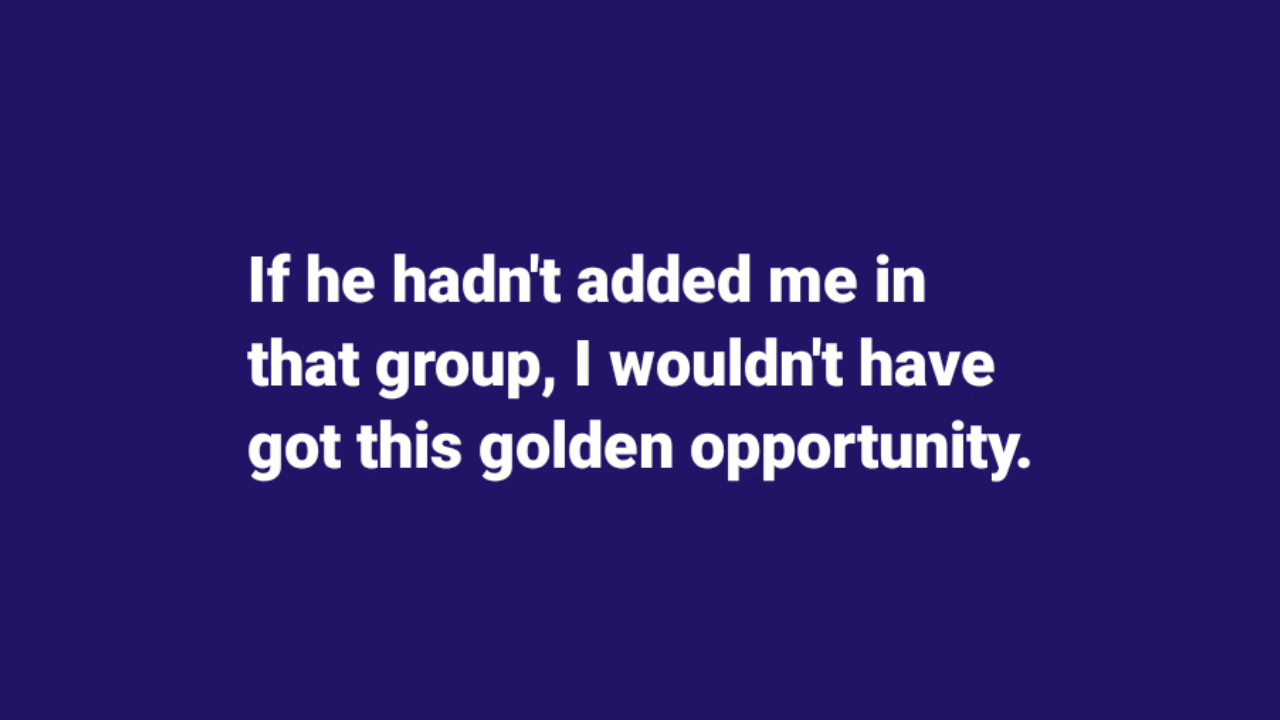 If he hadn't added me in
that group, I wouldn't have
got this golden opportunity.